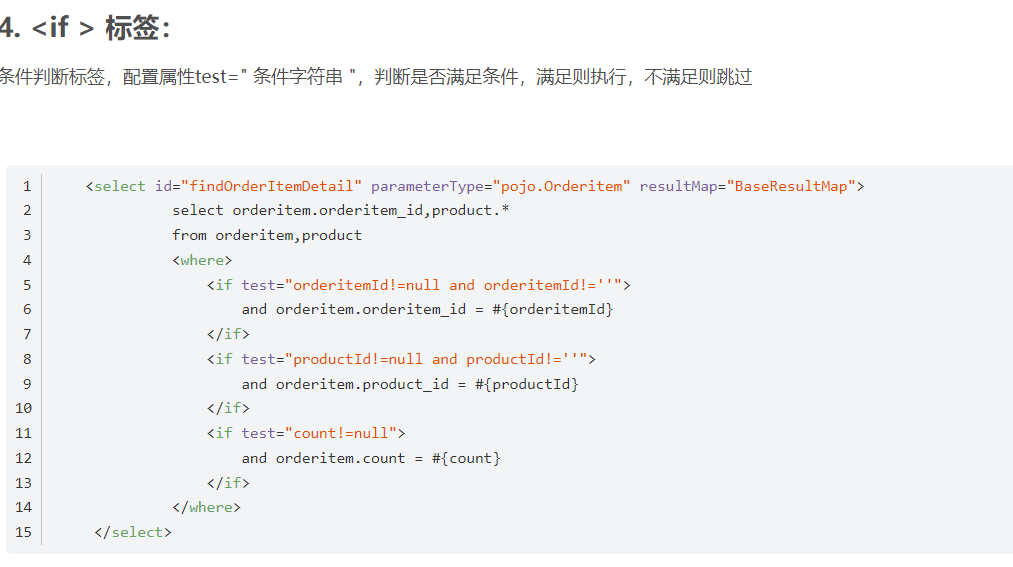 4. <if > 标签：
条件判断标签，配置属性test=" 条件字符串 "，判断是否满足条件，满足则执行，不满足则跳过
1 <select id="findOrderItemDetail" parameterType="pojo.Orderitem" resultMap="BaseResultMap">
2 select orderitem.orderitem_id,product.*
3 from orderitem,product
4 <where>
5 <if test="orderitemId!=null and orderitemId!=''">
6 and orderitem.orderitem_id = #{orderitemId}
7 </if>
8 <if test="productId!=null and productId!=''">
9 and orderitem.product_id = #{productId}
10 </if>
11 <if test="count!=null">
12 and orderitem.count = #{count}
13 </if>
14 </where>
15 </select>